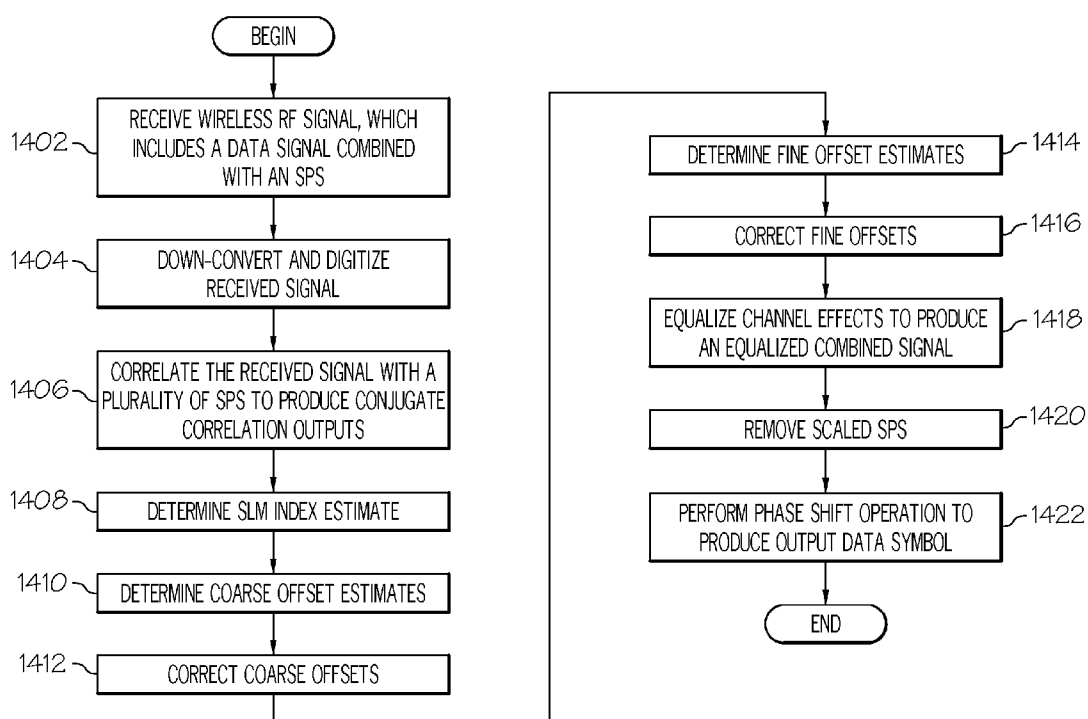 BEGIN
1402
RECEIVE WIRELESS RF SIGNAL, WHICH
INCLUDES A DATA SIGNAL COMBINED
WITH AN SPS
1404
DOWN-CONVERT AND DIGITIZE
RECEIVED SIGNAL
1406
CORRELATE THE RECEIVED SIGNAL WITH A
PLURALITY OF SPS TO PRODUCE CONJUGATE
CORRELATION OUTPUTS
1408
DETERMINE SLM INDEX ESTIMATE
1410
DETERMINE COARSE OFFSET ESTIMATES
1412
CORRECT COARSE OFFSETS
DETERMINE FINE OFFSET ESTIMATES
1414
CORRECT FINE OFFSETS
1416
EQUALIZE CHANNEL EFFECTS TO PRODUCE
AN EQUALIZED COMBINED SIGNAL
1418
REMOVE SCALED SPS
1420
PERFORM PHASE SHIFT OPERATION TO
PRODUCE OUTPUT DATA SYMBOL
1422
END